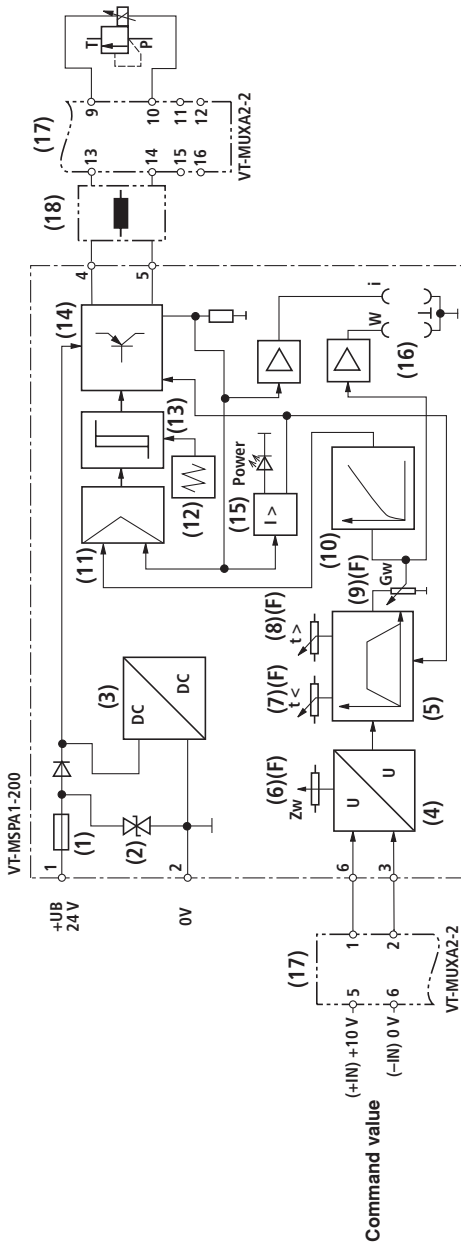 VT-MSPA1-200
+UB
24 V
1
(1)
(2)
0V
2
(3)
DC
DC
4
5
(14)
(13)
(12)
(11)
(15)
I >
Power
(18)
(17)
13
14
15
16
9
10
11
12
VT-MUXA2-2
T
P
i
W
(16)
(10)
(9)(F)
Gw
(8)(F)
t >
(7)(F)
t <
(5)
(6)(F)
Zw
U
U
(4)
6
3
(17)
1
2
5
6
VT-MUXA2-2
(+IN) +10 V
(–IN) 0 V
Command value